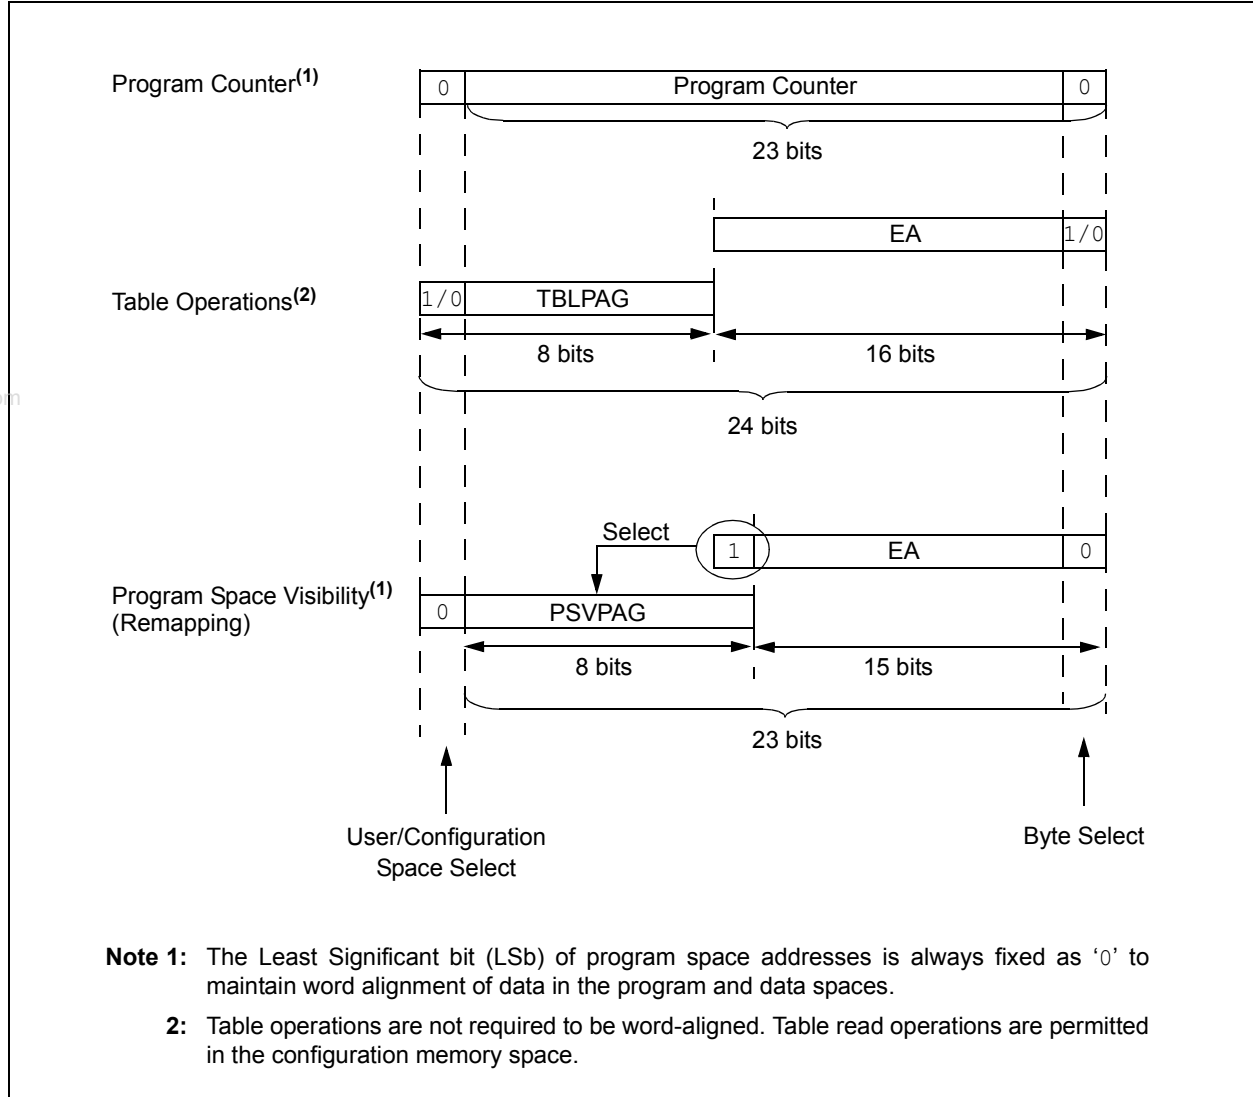 Program Counter(1)
0
Program Counter
0
23 bits
EA
1/0
Table Operations(2)
1/0
TBLPAG
8 bits
16 bits
om
24 bits
Select
1
EA
0
Program Space Visibility(1)
(Remapping)
0
PSVPAG
8 bits
15 bits
23 bits
User/Configuration
Space Select
Byte Select
Note 1: The Least Significant bit (LSb) of program space addresses is always fixed as ‘0’ to
maintain word alignment of data in the program and data spaces.
2: Table operations are not required to be word-aligned. Table read operations are permitted
in the configuration memory space.